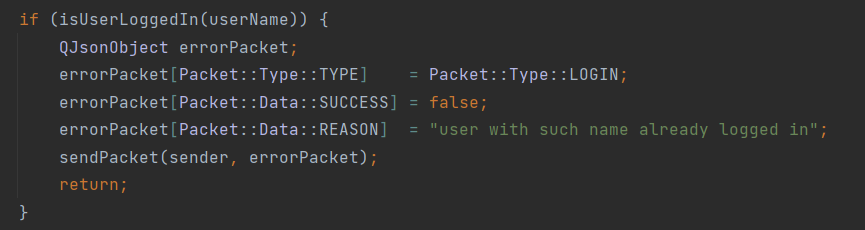 if (isUserLoggedIn(userName)) {
    QJsonObject errorPacket;
    errorPacket[Packet::Type::TYPE]    = Packet::Type::LOGIN;
    errorPacket[Packet::Data::SUCCESS] = false;
    errorPacket[Packet::Data::REASON]  = "user with such name already logged in";
    sendPacket(sender, errorPacket);
    return;
}